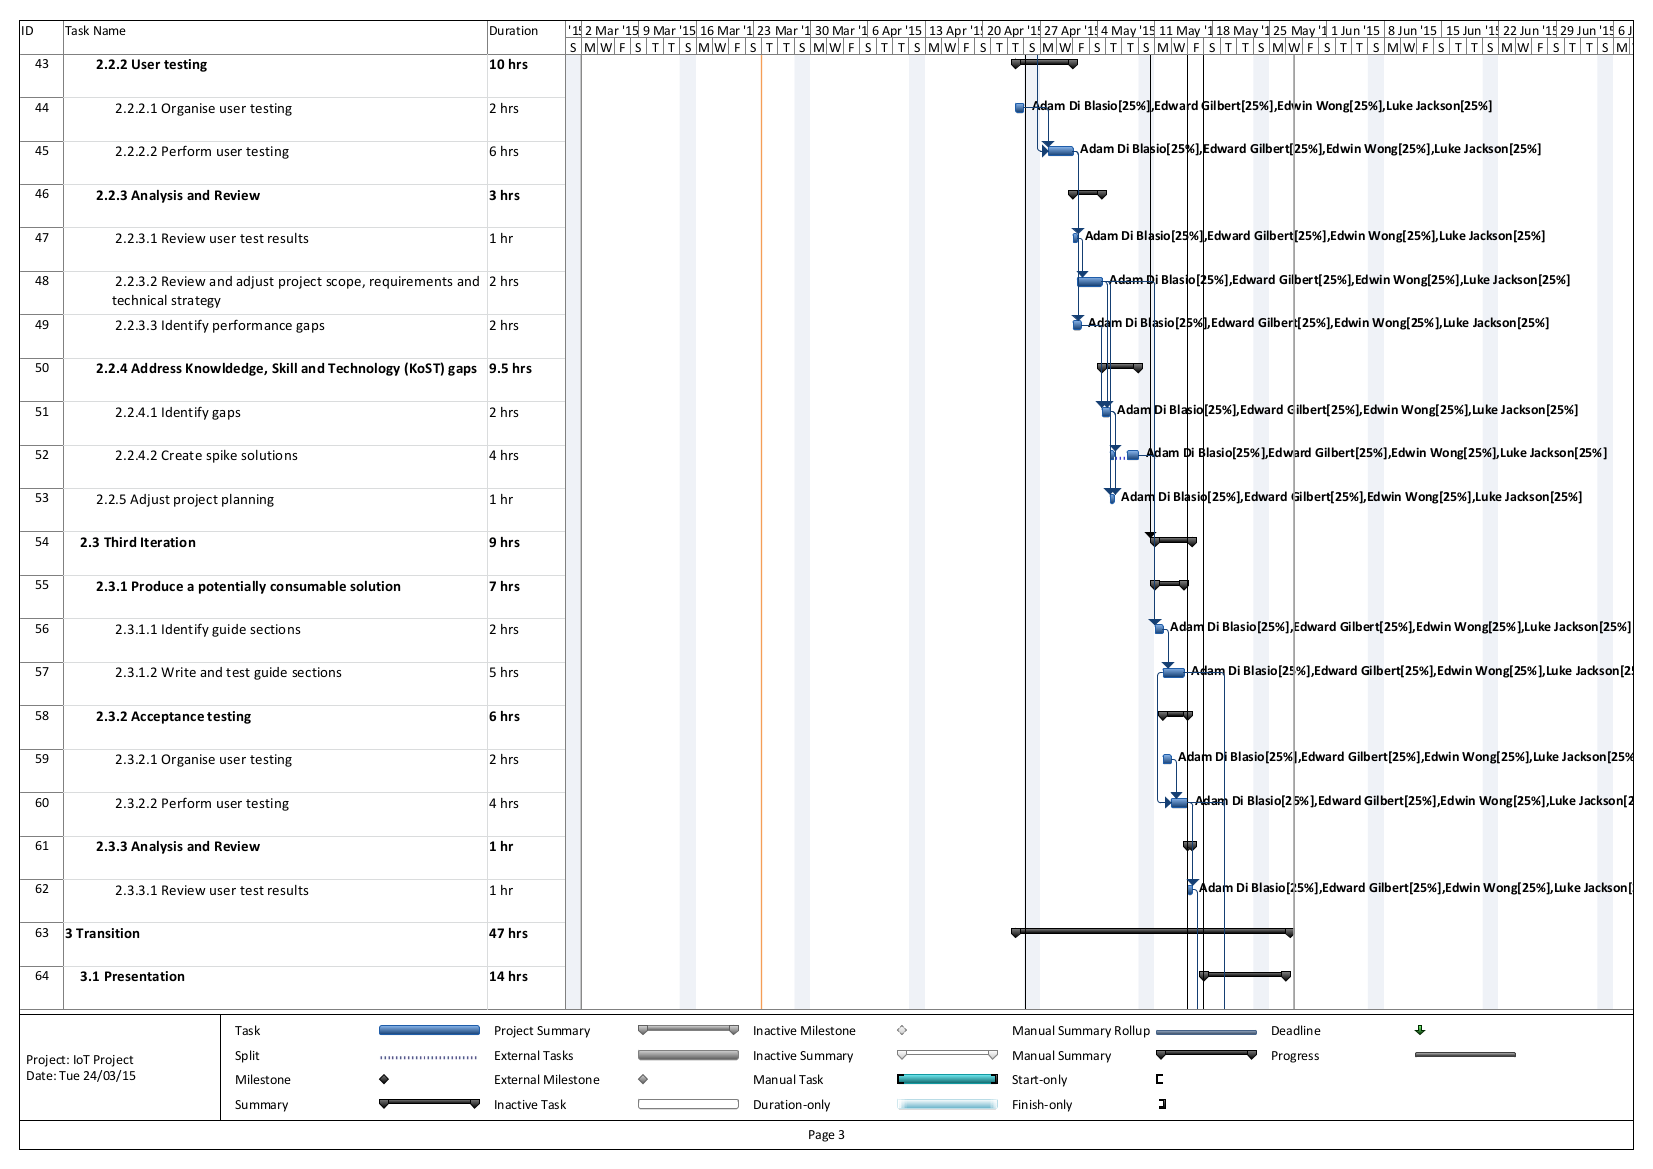 ID Task Name Duration '15 2 Mar '15 9 Mar '15 16 Mar '1 23 Mar '1 30 Mar '15 6 Apr '15 13 Apr '15 20 Apr '15 27 Apr '15 4 May '15 11 May '1 18 May '1 25 May '1 1 Jun '15 8 Jun '15 15 Jun '15 22 Jun '15 29 Jun '15 6 J
S M W F S T T S M W F S T T S M W F S T T S M W F S T T S M W F S T T S M W F S T T S M W F S T T S M W F S T T S M W F S T T S M
43 2.2.2 User testing 10 hrs
44 2.2.2.1 Organise user testing 2 hrs Adam Di Blasio[25%],Edward Gilbert[25%],Edwin Wong[25%],Luke Jackson[25%]
45 2.2.2.2 Perform user testing 6 hrs Adam Di Blasio[25%],Edward Gilbert[25%],Edwin Wong[25%],Luke Jackson[25%]
46 2.2.3 Analysis and Review 3 hrs
47 2.2.3.1 Review user test results 1 hr Adam Di Blasio[25%],Edward Gilbert[25%],Edwin Wong[25%],Luke Jackson[25%]
48 2.2.3.2 Review and adjust project scope, requirements and 2 hrs Adam Di Blasio[25%],Edward Gilbert[25%],Edwin Wong[25%],Luke Jackson[25%]
technical strategy
49 2.2.3.3 Identify performance gaps 2 hrs Adam Di Blasio[25%],Edward Gilbert[25%],Edwin Wong[25%],Luke Jackson[25%]
50 2.2.4 Address Knowldedge, Skill and Technology (KoST) gaps 9.5 hrs
51 2.2.4.1 Identify gaps 2 hrs Adam Di Blasio[25%],Edward Gilbert[25%],Edwin Wong[25%],Luke Jackson[25%]
52 2.2.4.2 Create spike solutions 4 hrs Adam Di Blasio[25%],Edward Gilbert[25%],Edwin Wong[25%],Luke Jackson[25%]
53 2.2.5 Adjust project planning 1 hr Adam Di Blasio[25%],Edward Gilbert[25%],Edwin Wong[25%],Luke Jackson[25%]
54 2.3 Third Iteration 9 hrs
55 2.3.1 Produce a potentially consumable solution 7 hrs
56 2.3.1.1 Identify guide sections 2 hrs Adam Di Blasio[25%],Edward Gilbert[25%],Edwin Wong[25%],Luke Jackson[25%]
57 2.3.1.2 Write and test guide sections 5 hrs Adam Di Blasio[25%],Edward Gilbert[25%],Edwin Wong[25%],Luke Jackson[25
58 2.3.2 Acceptance testing 6 hrs
59 2.3.2.1 Organise user testing 2 hrs Adam Di Blasio[25%],Edward Gilbert[25%],Edwin Wong[25%],Luke Jackson[25%
60 2.3.2.2 Perform user testing 4 hrs Adam Di Blasio[25%],Edward Gilbert[25%],Edwin Wong[25%],Luke Jackson[2
61 2.3.3 Analysis and Review 1 hr
62 2.3.3.1 Review user test results 1 hr Adam Di Blasio[25%],Edward Gilbert[25%],Edwin Wong[25%],Luke Jackson[
63 3 Transition 47 hrs
64 3.1 Presentation 14 hrs
Project: IoT Project
Date: Tue 24/03/15
Task Project Summary Inactive Milestone Manual Summary Rollup Deadline
Split External Tasks Inactive Summary Manual Summary Progress
Milestone External Milestone Manual Task Start-only
Summary Inactive Task Duration-only Finish-only
Page 3